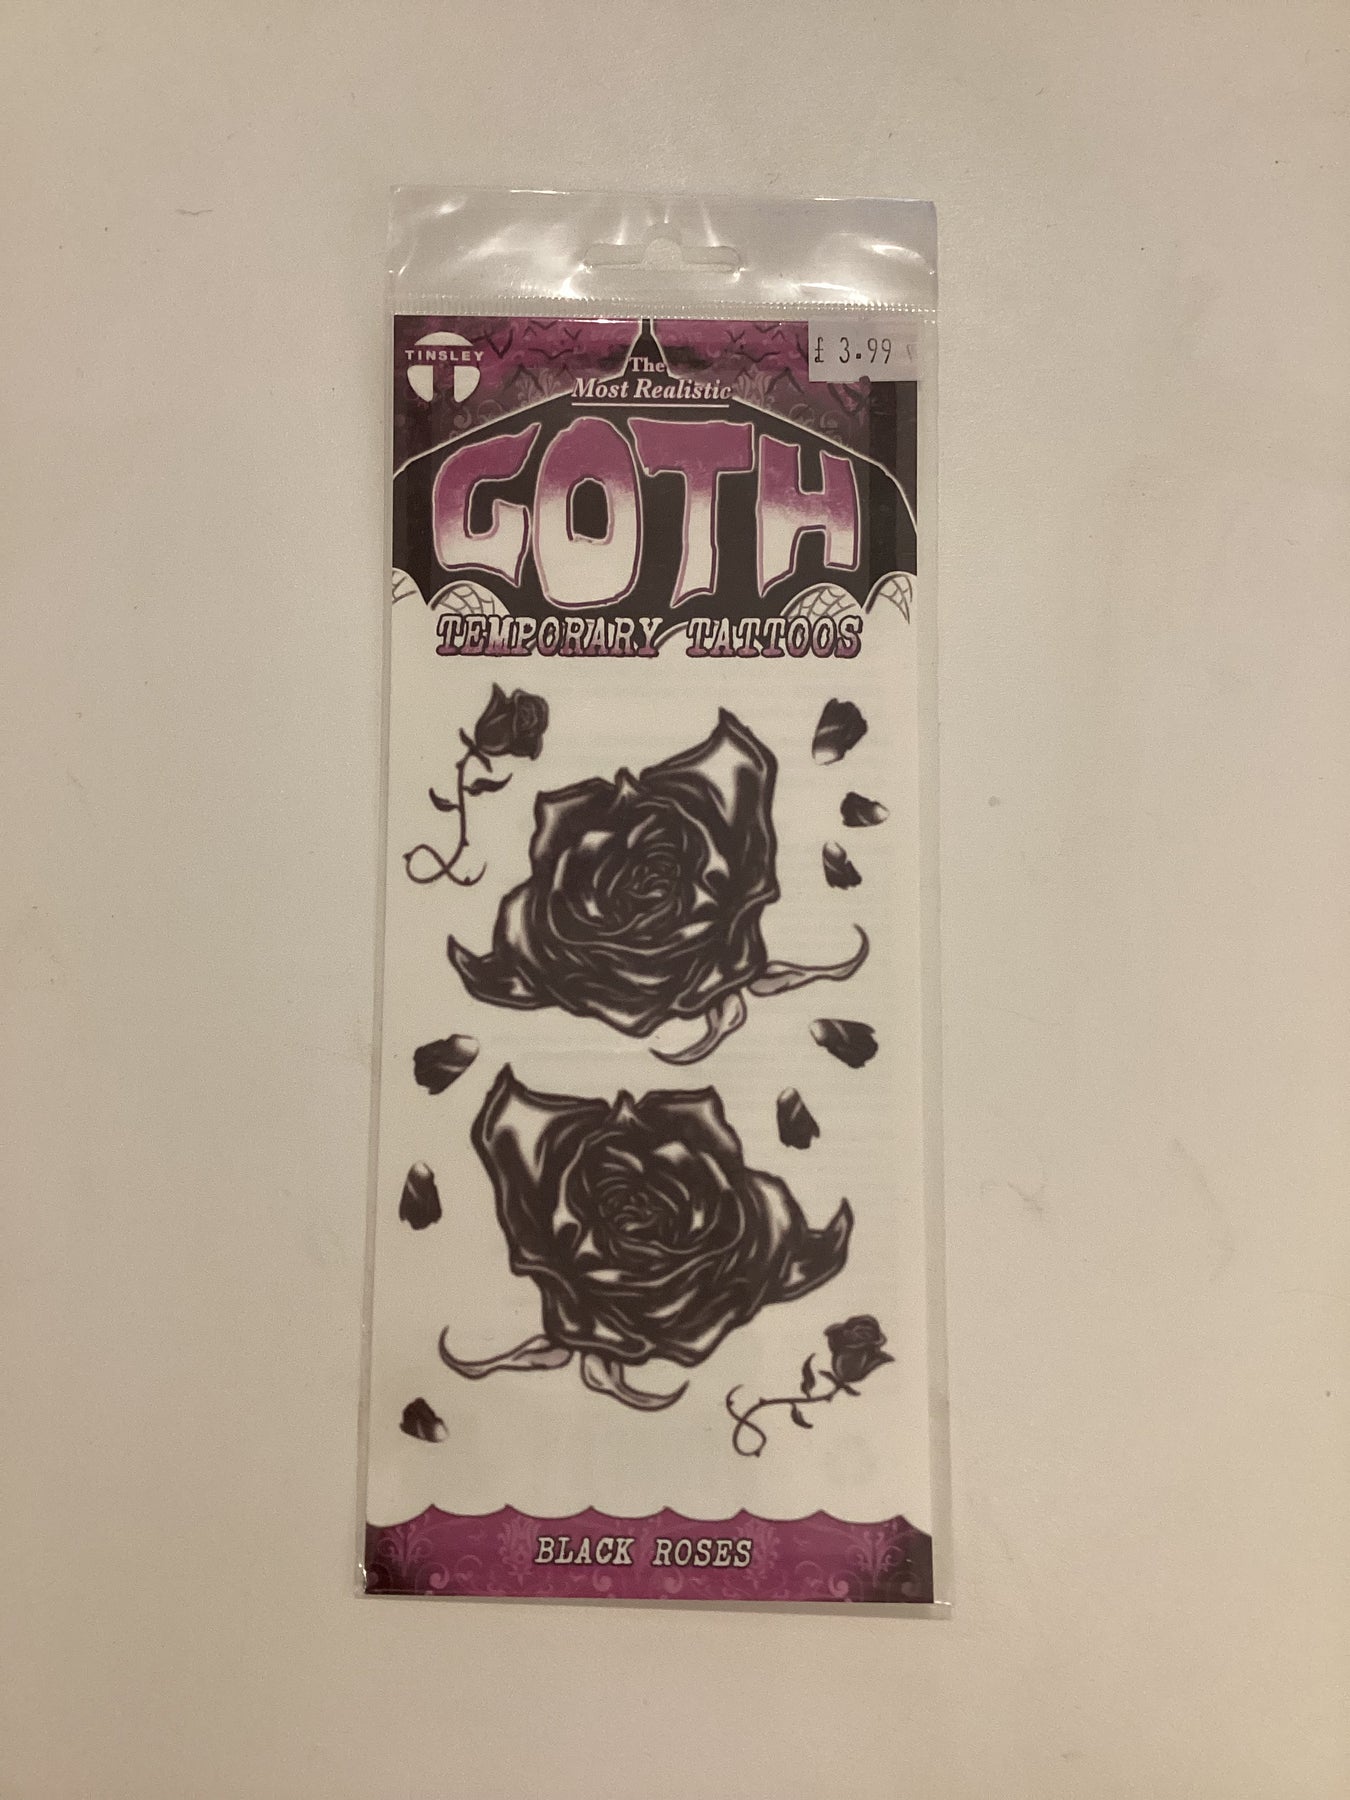 TINSLEY
£ 3.99
The
Most Realistic
GOTH
TEMPORARY TATTOOS
BLACK ROSES